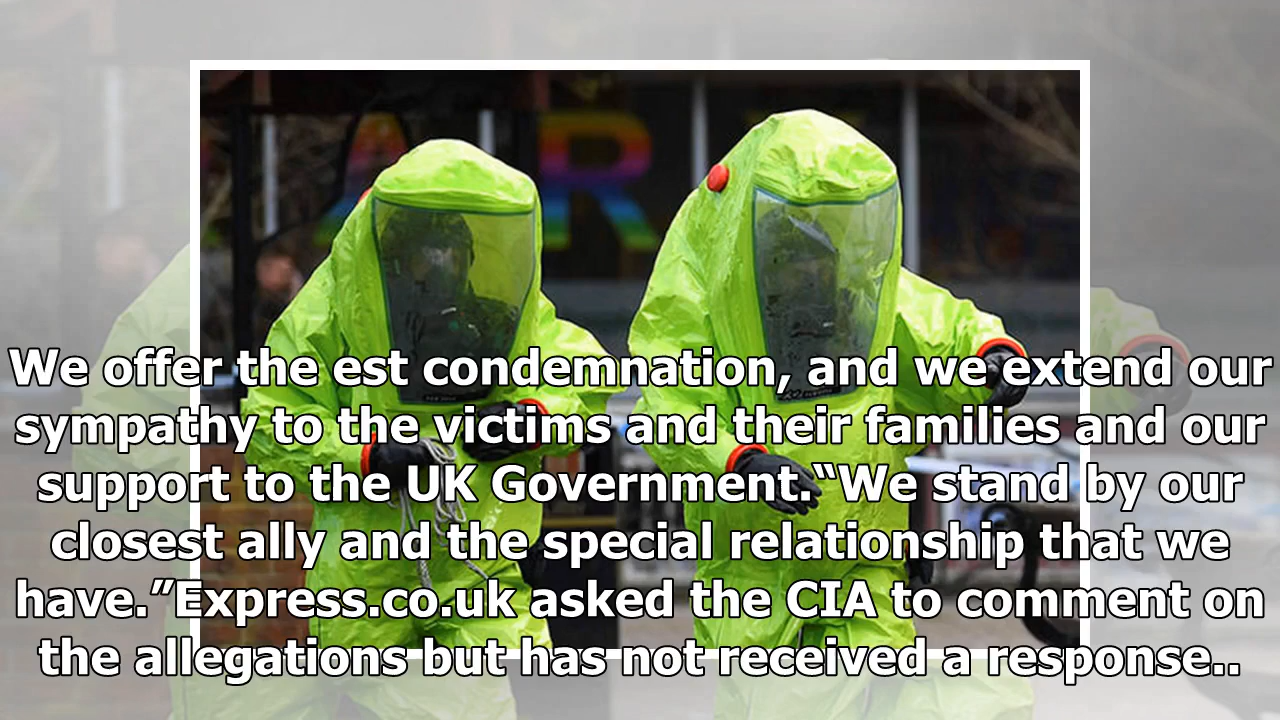 AR
We offer the est condemnation, and we extend our
sympathy to the victims and their families and our
support to the UK Government.“We stand by our
closest ally and the special relationship that we
have.”Express.co.uk asked the CIA to comment on
the allegations but has not received a response..